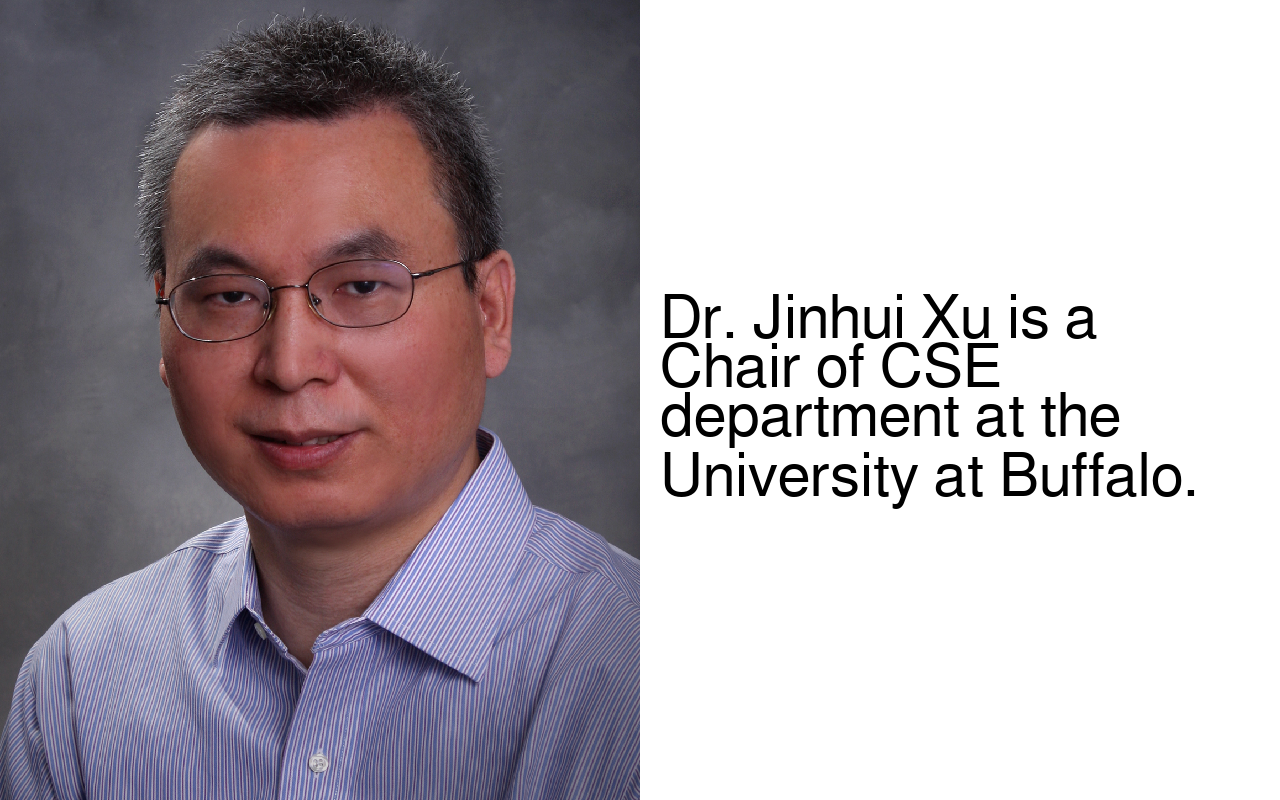 Dr. Jinhui Xu is a
Chair of CSE
department at the
University at Buffalo.